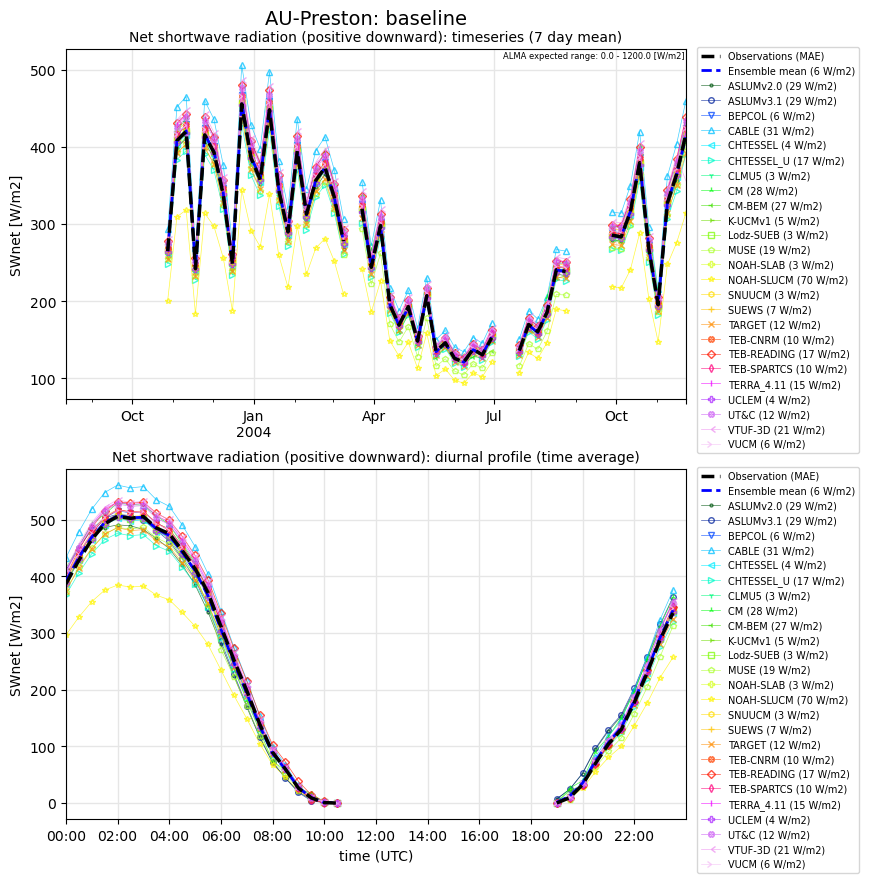 AU-Preston: baseline
Net shortwave radiation (positive downward): timeseries (7 day mean)
ALMA expected range: 0.0 - 1200.0 [W/m2]
500
400
300
200
100
SWnet [W/m2]
Oct
Jan
2004
Apr
Jul
Oct
Observations (MAE)
Ensemble mean (6 W/m2)
ASLUMv2.0 (29 W/m2)
ASLUMv3.1 (29 W/m2)
BEPCOL (6 W/m2)
CABLE (31 W/m2)
CHTESSEL (4 W/m2)
CHTESSEL_U (17 W/m2)
CLMU5 (3 W/m2)
CM (28 W/m2)
CM-BEM (27 W/m2)
K-UCMv1 (5 W/m2)
Lodz-SUEB (3 W/m2)
MUSE (19 W/m2)
NOAH-SLAB (3 W/m2)
NOAH-SLUCM (70 W/m2)
SNUUCM (3 W/m2)
SUEWS (7 W/m2)
TARGET (12 W/m2)
TEB-CNRM (10 W/m2)
TEB-READING (17 W/m2)
TEB-SPARTCS (10 W/m2)
TERRA_4.11 (15 W/m2)
UCLEM (4 W/m2)
UT&C (12 W/m2)
VTUF-3D (21 W/m2)
VUCM (6 W/m2)
Net shortwave radiation (positive downward): diurnal profile (time average)
500
400
300
200
100
0
SWnet [W/m2]
00:00
02:00
04:00
06:00
08:00
10:00
12:00
14:00
16:00
18:00
20:00
22:00
time (UTC)
Observation (MAE)
Ensemble mean (6 W/m2)
ASLUMv2.0 (29 W/m2)
ASLUMv3.1 (29 W/m2)
BEPCOL (6 W/m2)
CABLE (31 W/m2)
CHTESSEL (4 W/m2)
CHTESSEL_U (17 W/m2)
CLMU5 (3 W/m2)
CM (28 W/m2)
CM-BEM (27 W/m2)
K-UCMv1 (5 W/m2)
Lodz-SUEB (3 W/m2)
MUSE (19 W/m2)
NOAH-SLAB (3 W/m2)
NOAH-SLUCM (70 W/m2)
SNUUCM (3 W/m2)
SUEWS (7 W/m2)
TARGET (12 W/m2)
TEB-CNRM (10 W/m2)
TEB-READING (17 W/m2)
TEB-SPARTCS (10 W/m2)
TERRA_4.11 (15 W/m2)
UCLEM (4 W/m2)
UT&C (12 W/m2)
VTUF-3D (21 W/m2)
VUCM (6 W/m2)